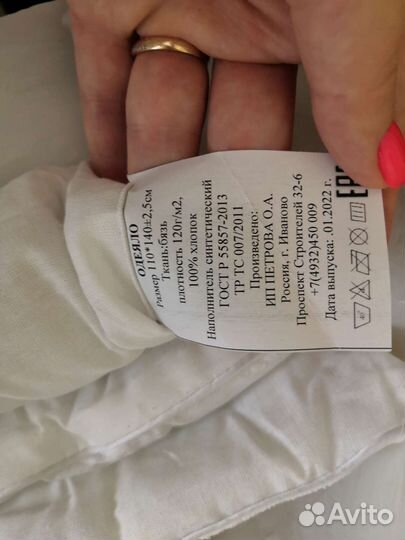 ОДЕЯЛО
Размер 110*140±2,5см
Ткань:бязь
плотность 120г/м2,
100% хлопок
Наполнитель синтетический
ГОСТ Р 55857-2013
ТР ТС 007/2011
Произведено:
ИП ПЕТРОВА О.А.
Россия, г. Иваново
Проспект Строителей 32-6
+7(4932)450 009
Дата выпуска: .01.2022 г.
EAC
Avito